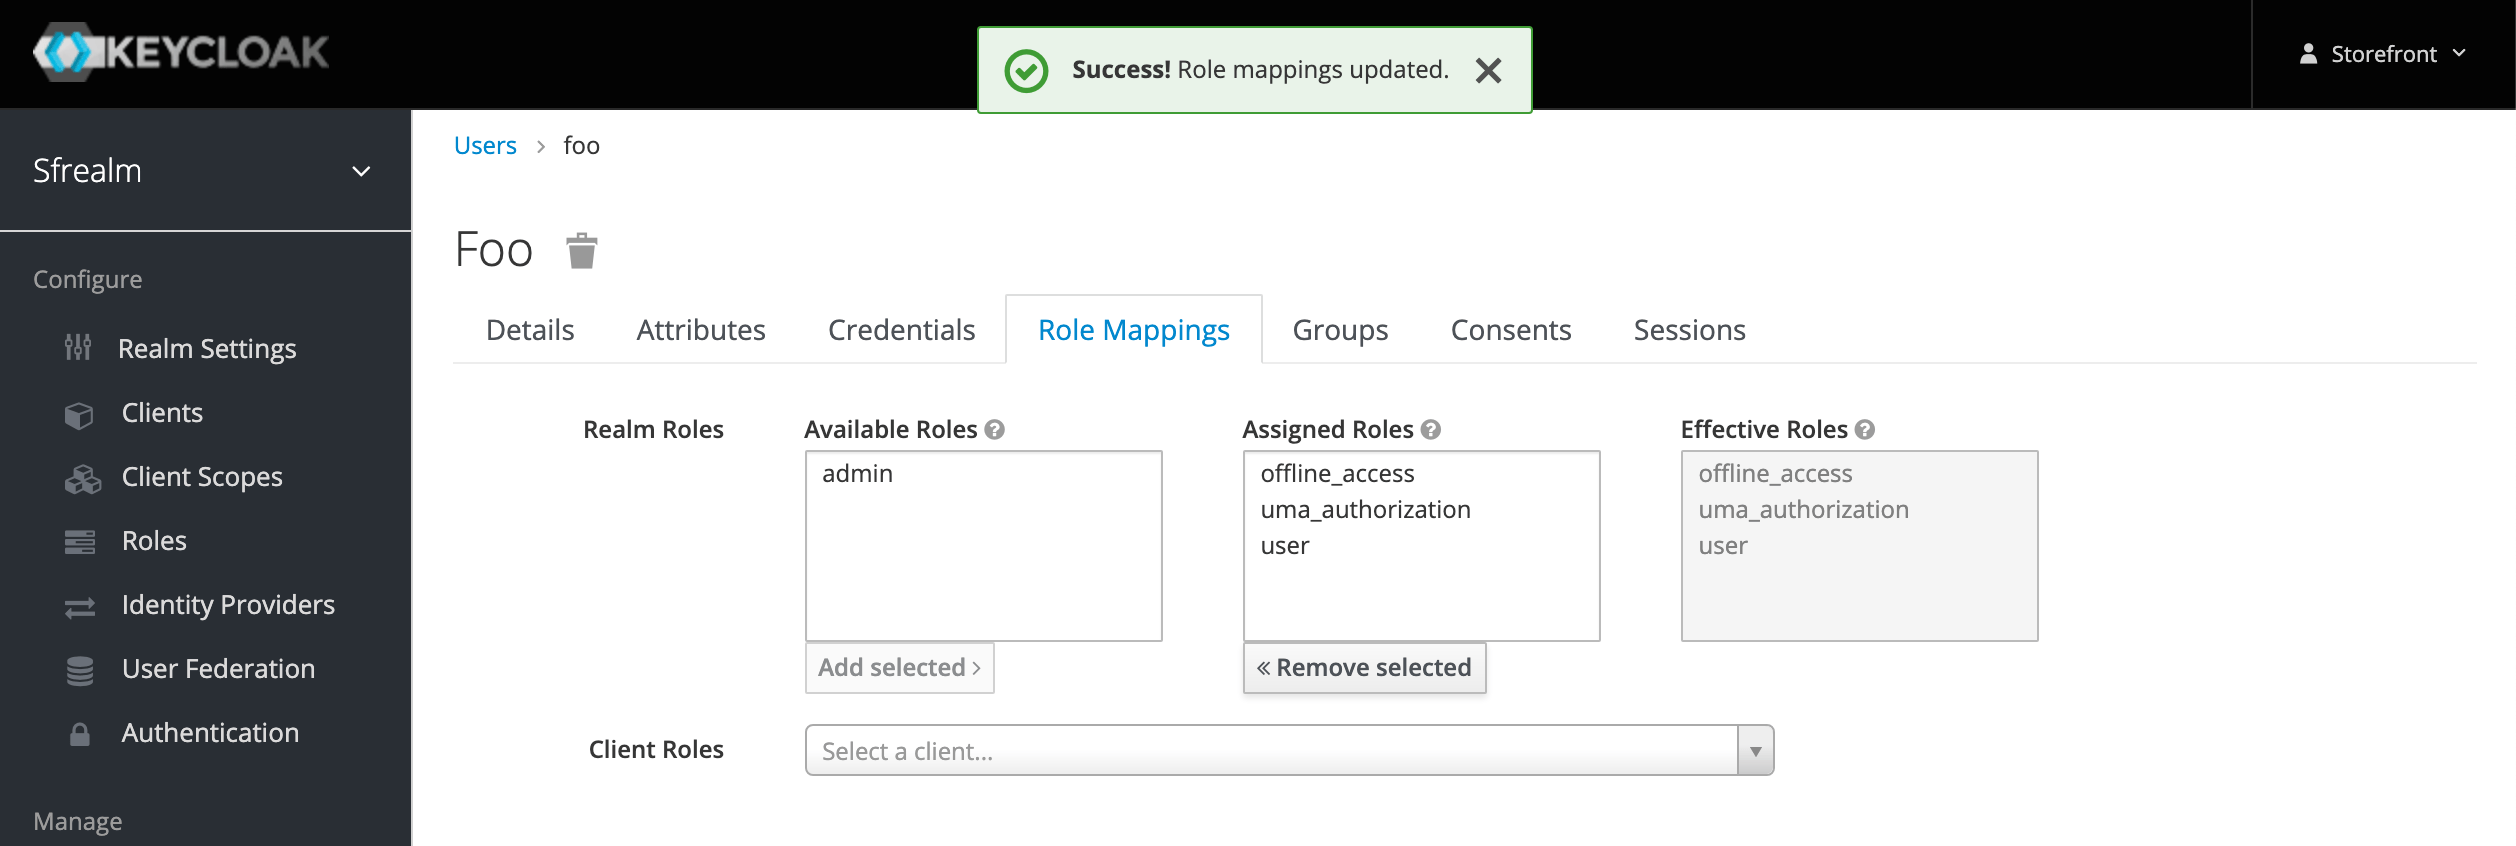 KEYCLOAK
Success! Role mappings updated.
Storefront
Sfrealm
Configure
Realm Settings
Clients
Client Scopes
Roles
Identity Providers
User Federation
Authentication
Manage
Users > foo
Foo
Details Attributes Credentials Role Mappings Groups Consents Sessions
Realm Roles
Available Roles
admin
Add selected >
Assigned Roles
offline_access
uma_authorization
user
« Remove selected
Effective Roles
offline_access
uma_authorization
user
Client Roles
Select a client...